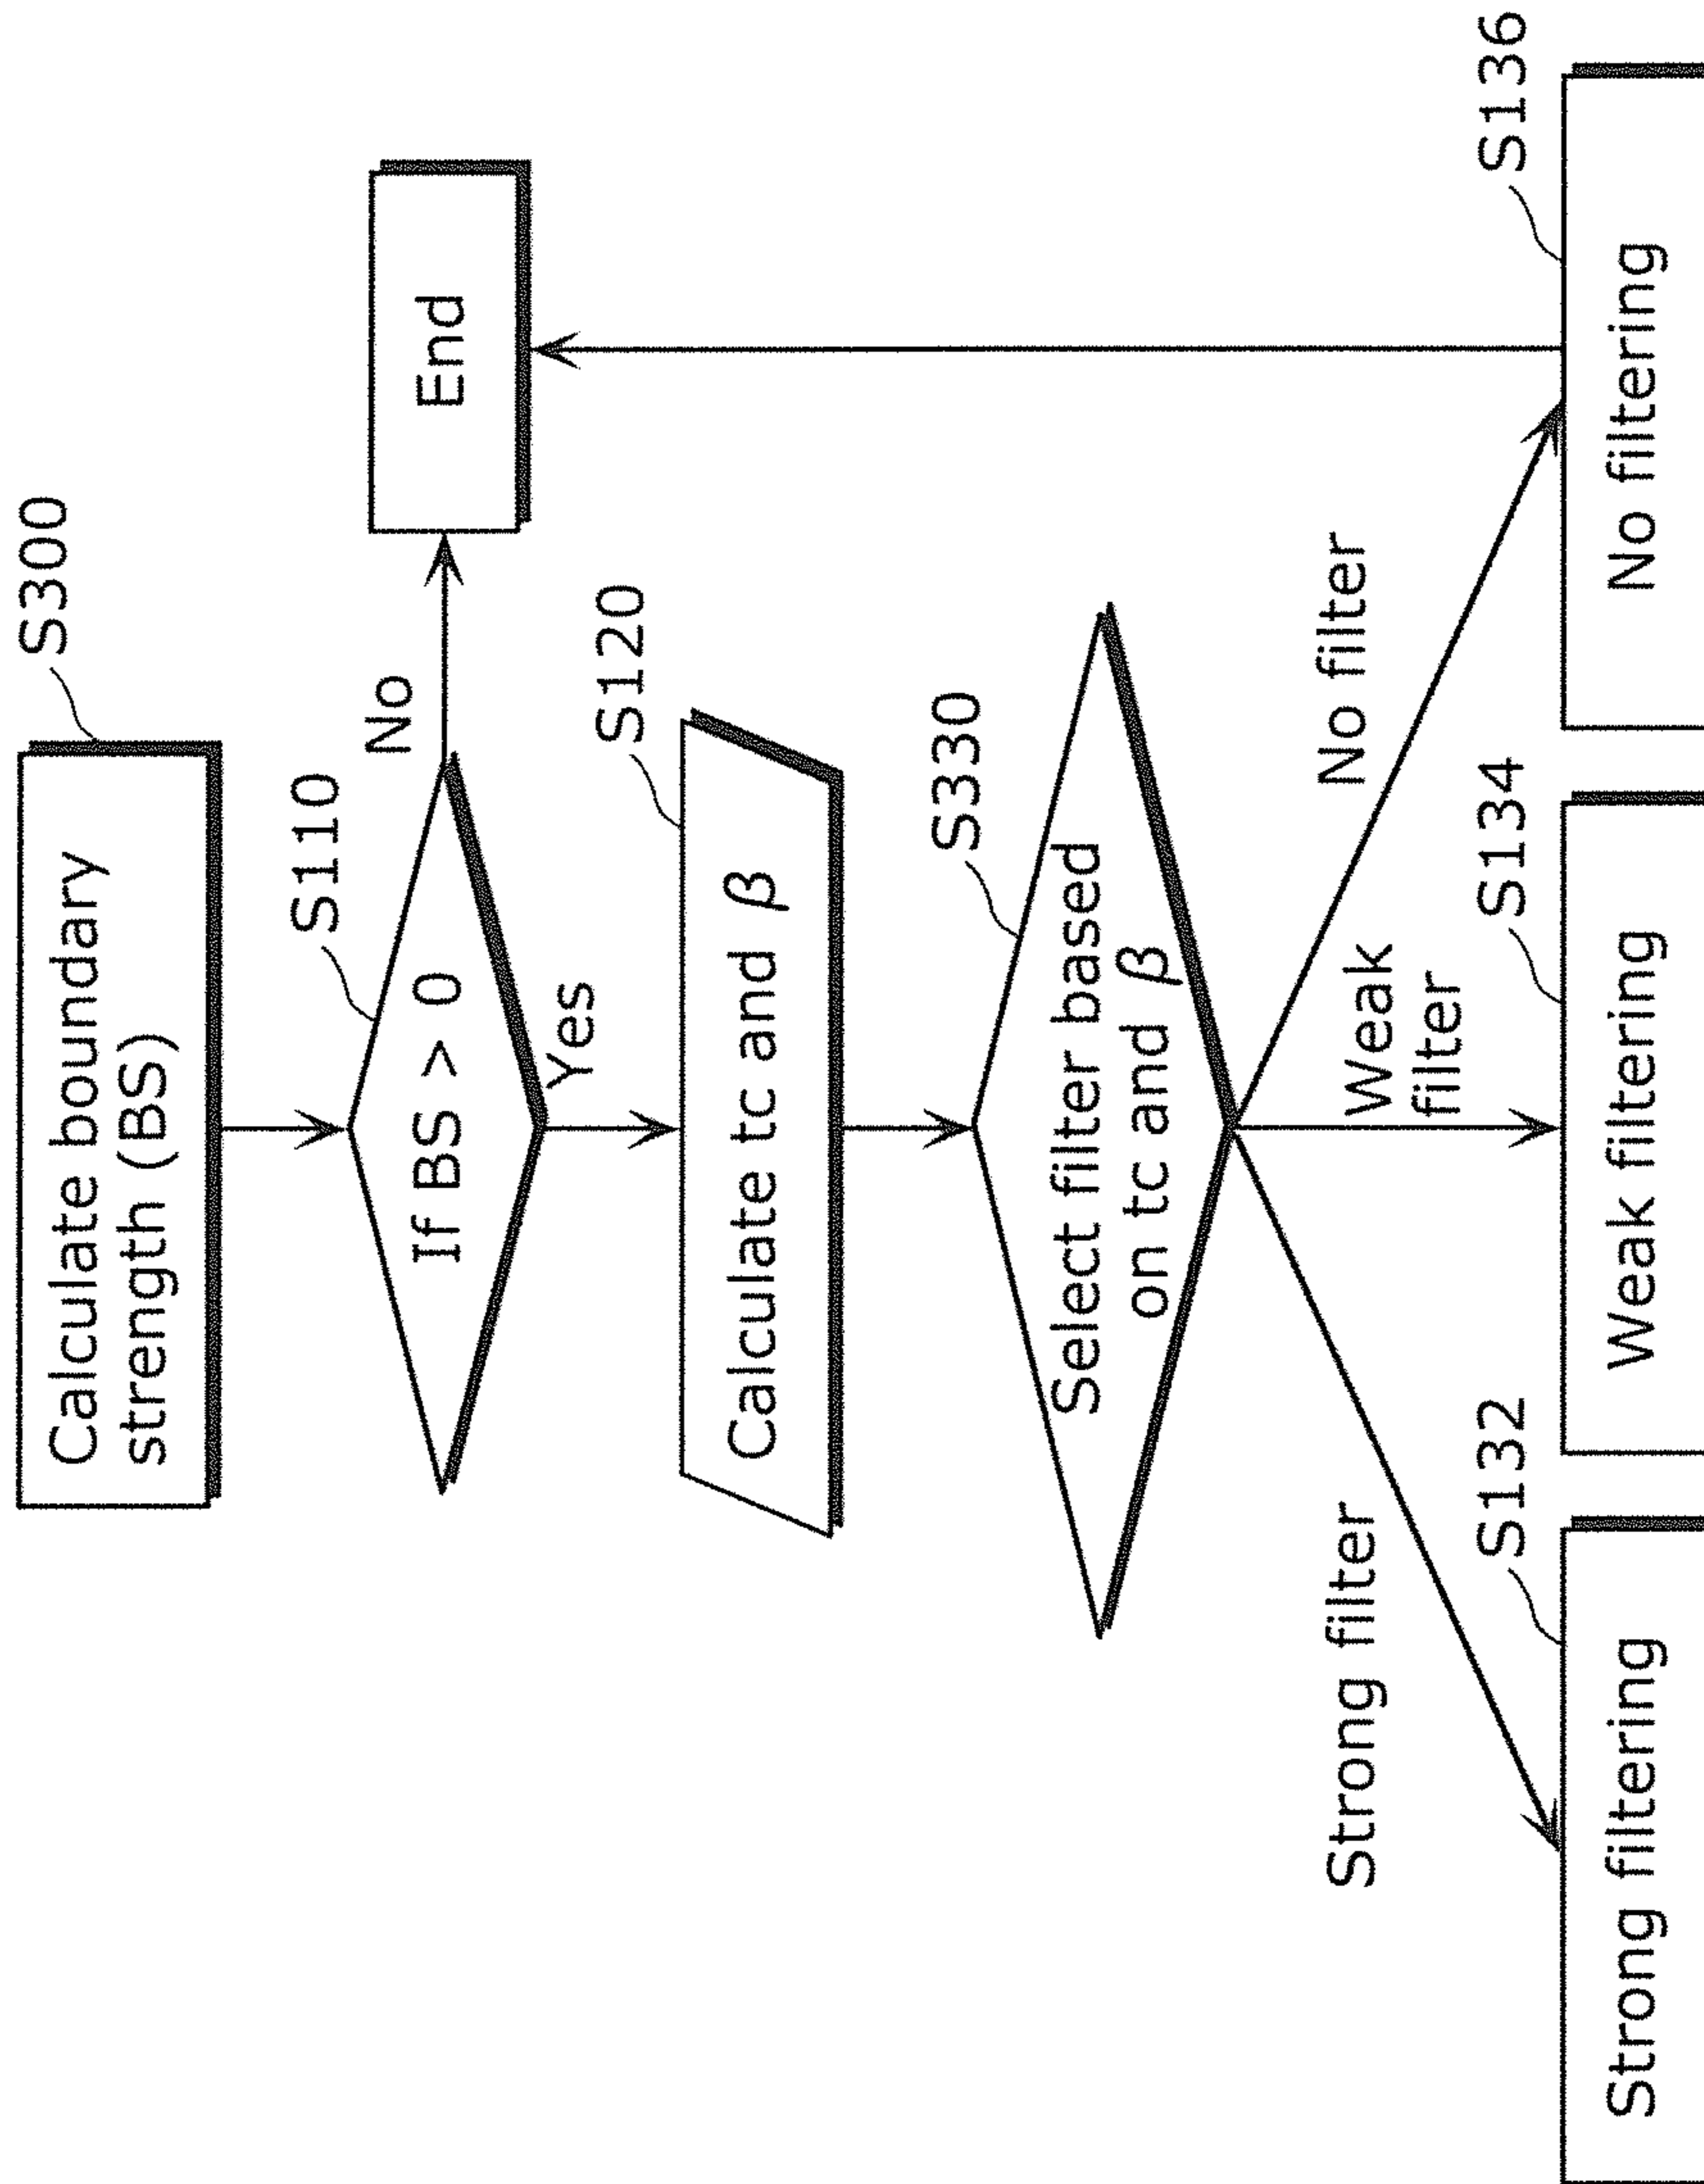 S300
Calculate boundary
strength (BS)
S110
If BS > 0
No
End
Yes
S120
Calculate tc and β
S330
Select filter based
on tc and β
Strong filter
Weak
filter
No filter
S132
Strong filtering
S134
Weak filtering
S136
No filtering